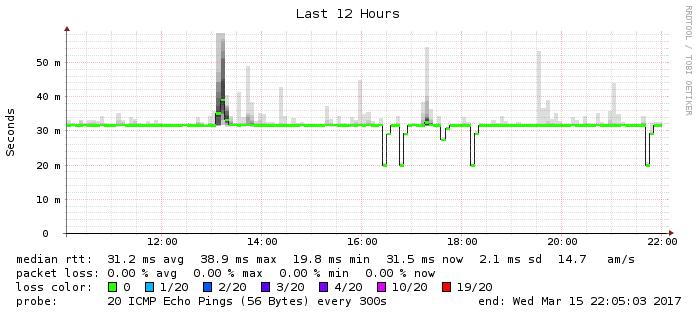 Last 12 Hours
RRDTOOL / TOBI OETIKER
Seconds
50 m
40 m
30 m
20 m
10 m
0
12:00 14:00 16:00 18:00 20:00 22:00
median rtt: 31.2 ms avg 38.9 ms max 19.8 ms min 31.5 ms now 2.1 ms sd 14.7 am/s
packet loss: 0.00 % avg 0.00 % max 0.00 % min 0.00 % now
loss color: 0 1/20 2/20 3/20 4/20 10/20 19/20
probe: 20 ICMP Echo Pings (56 Bytes) every 300s end: Wed Mar 15 22:05:03 2017